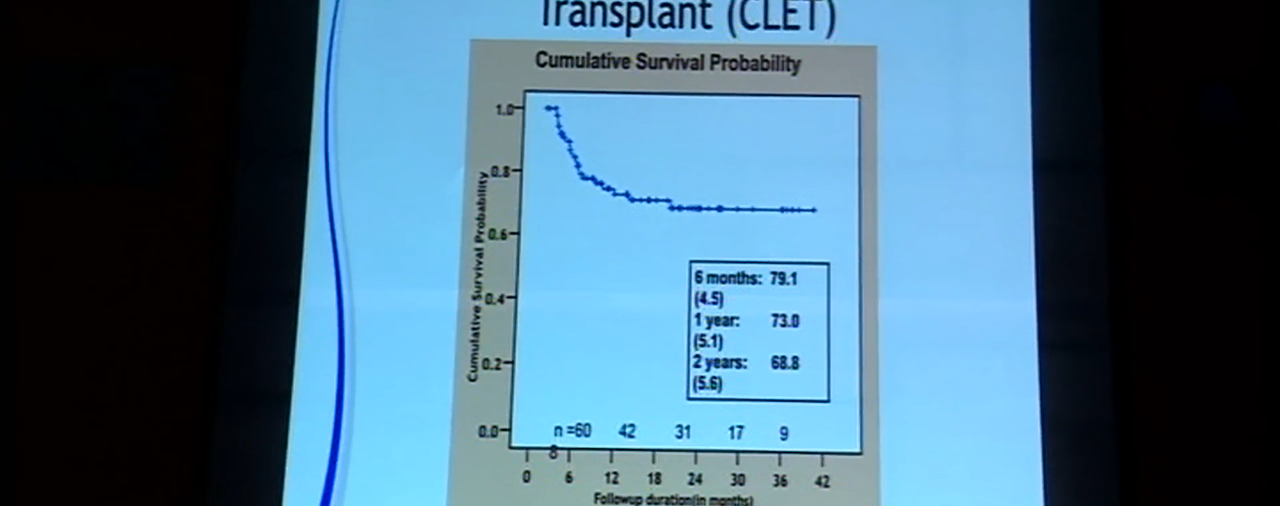 Transplant (CLET)
Cumulative Survival Probability
1.0
0.8
0.6
0.4
0.2
0.0
Cumulative Survival Probability
6 months: 79.1
(4.5)
1 year: 73.0
(5.1)
2 years: 68.8
(5.6)
n =60 42 31 17 9
8
0 6 12 18 24 30 36 42
Followup duration(in months)